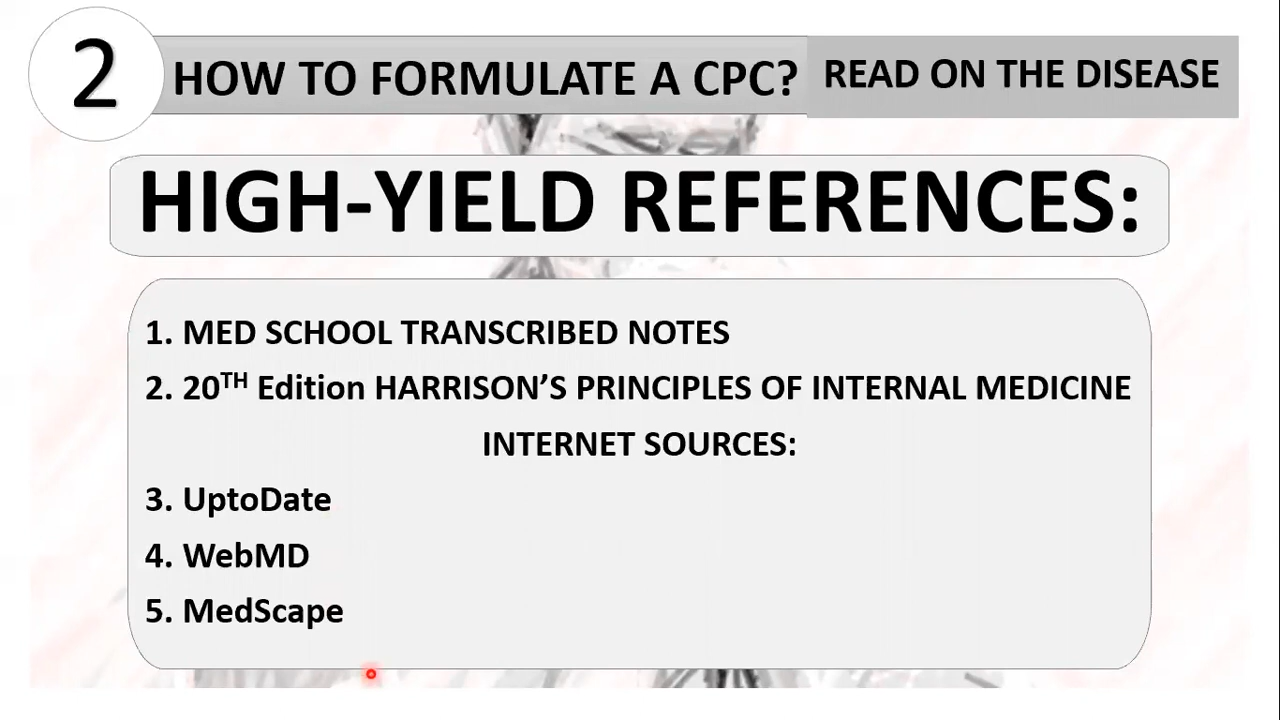 2
HOW TO FORMULATE A CPC?
READ ON THE DISEASE
HIGH-YIELD REFERENCES:
1. MED SCHOOL TRANSCRIBED NOTES
2. 20TH Edition HARRISON’S PRINCIPLES OF INTERNAL MEDICINE
INTERNET SOURCES:
3. UptoDate
4. WebMD
5. MedScape